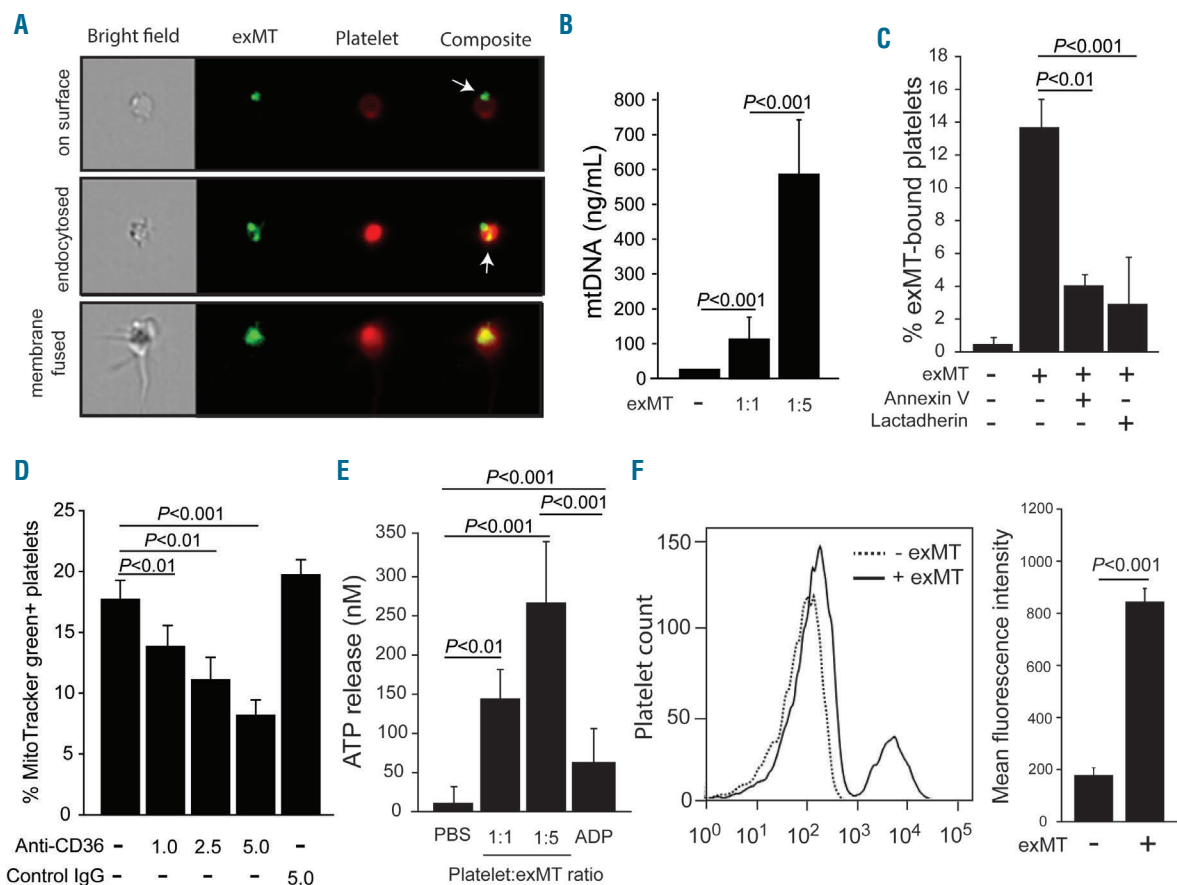 A
Bright field exMT Platelet Composite
on surface
endocytosed
membrane
fused
B
mtDNA (ng/mL)
800
700
600
500
400
300
200
100
0
P<0.001
P<0.001
exMT - 1:1 1:5
C
% exMT-bound platelets
18
16
14
12
10
8
6
4
2
0
P<0.001
P<0.01
exMT - + + +
Annexin V - - + -
Lactadherin - - - +
D
% MitoTracker green+ platelets
25
20
15
10
5
0
P<0.001
P<0.01
P<0.01
Anti-CD36 - 1.0 2.5 5.0 -
Control IgG - - - - 5.0
E
ATP release (nM)
350
300
250
200
150
100
50
0
P<0.001
P<0.001
P<0.001
P<0.01
PBS 1:1 1:5 ADP
Platelet:exMT ratio
F
Platelet count
150
100
50
0
- exMT
+ exMT
10⁰ 10¹ 10² 10³ 10⁴ 10⁵
Mean fluorescence intensity
1200
1000
800
600
400
200
0
P<0.001
exMT - +